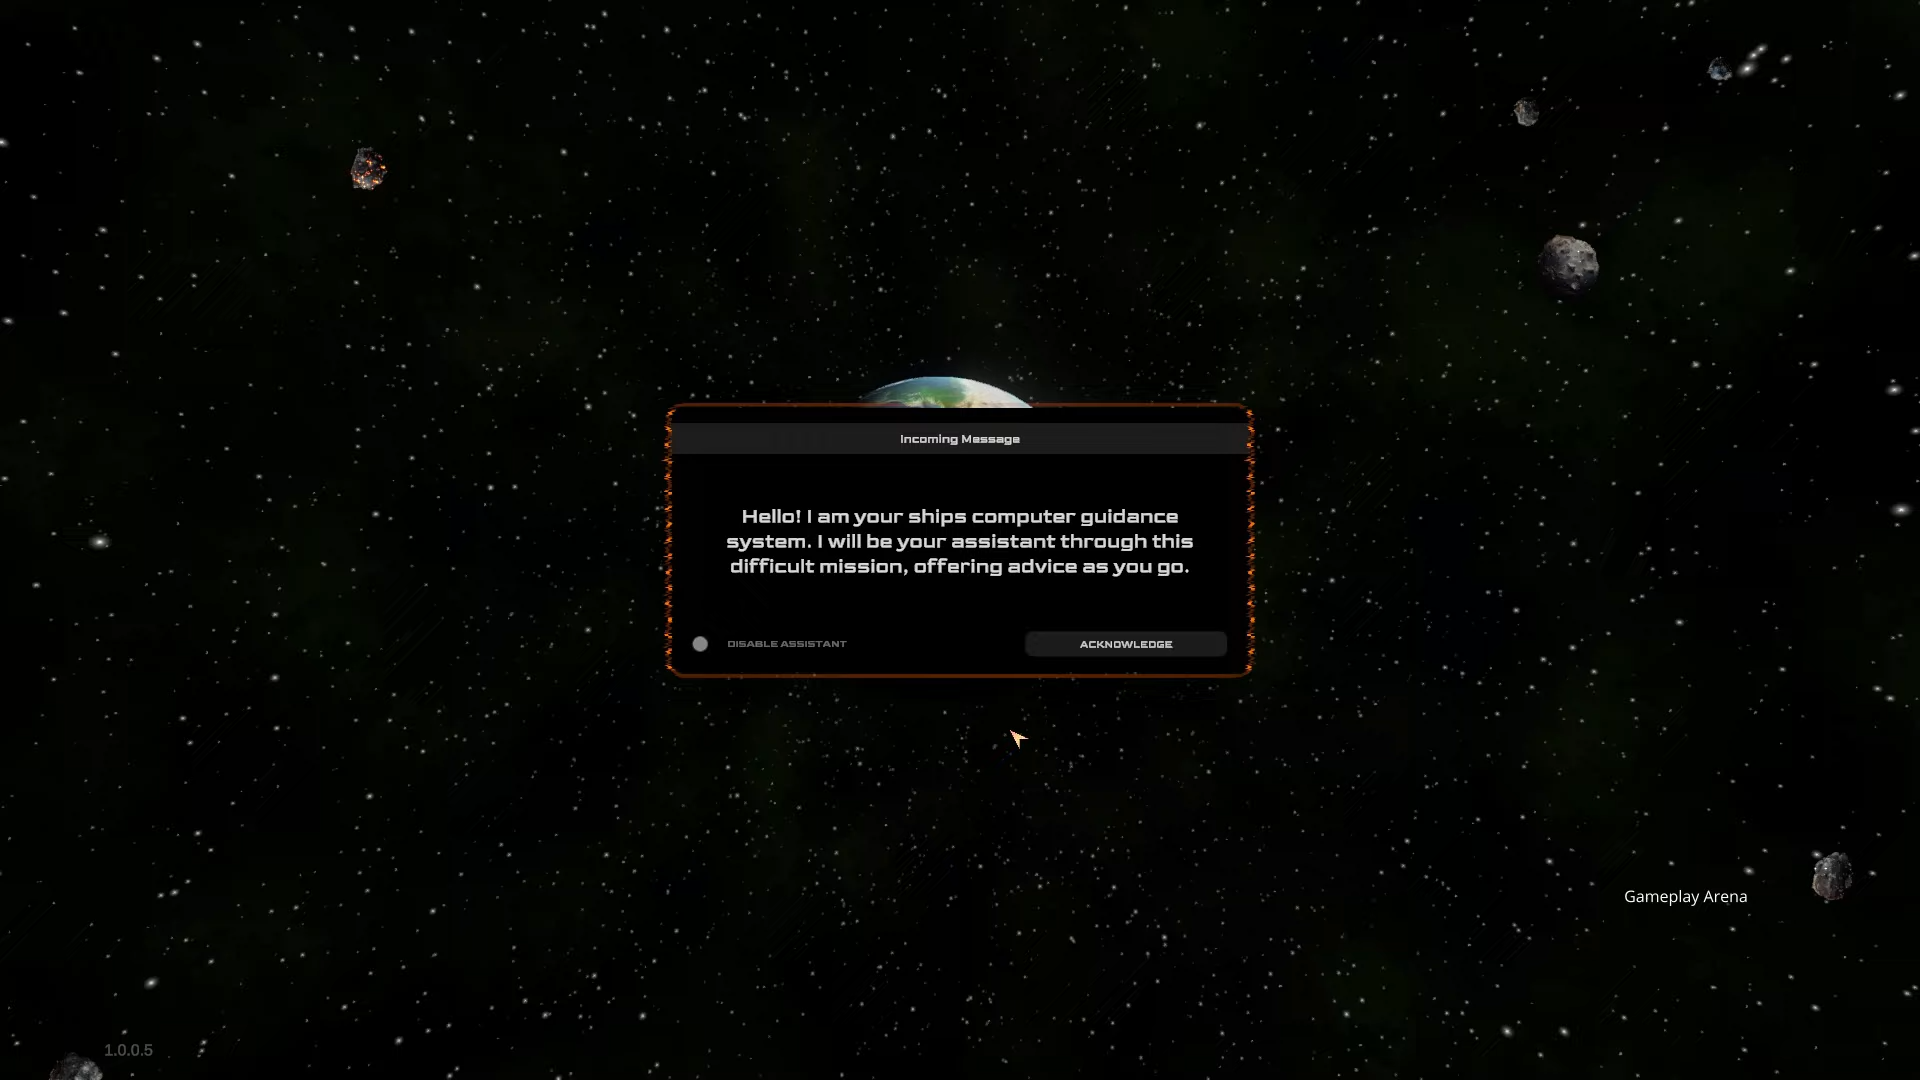 Incoming Message
Hello! I am your ships computer guidance
system. I will be your assistant through this
difficult mission, offering advice as you go.
DISABLE ASSISTANT
ACKNOWLEDGE
Gameplay Arena
1.0.0.5